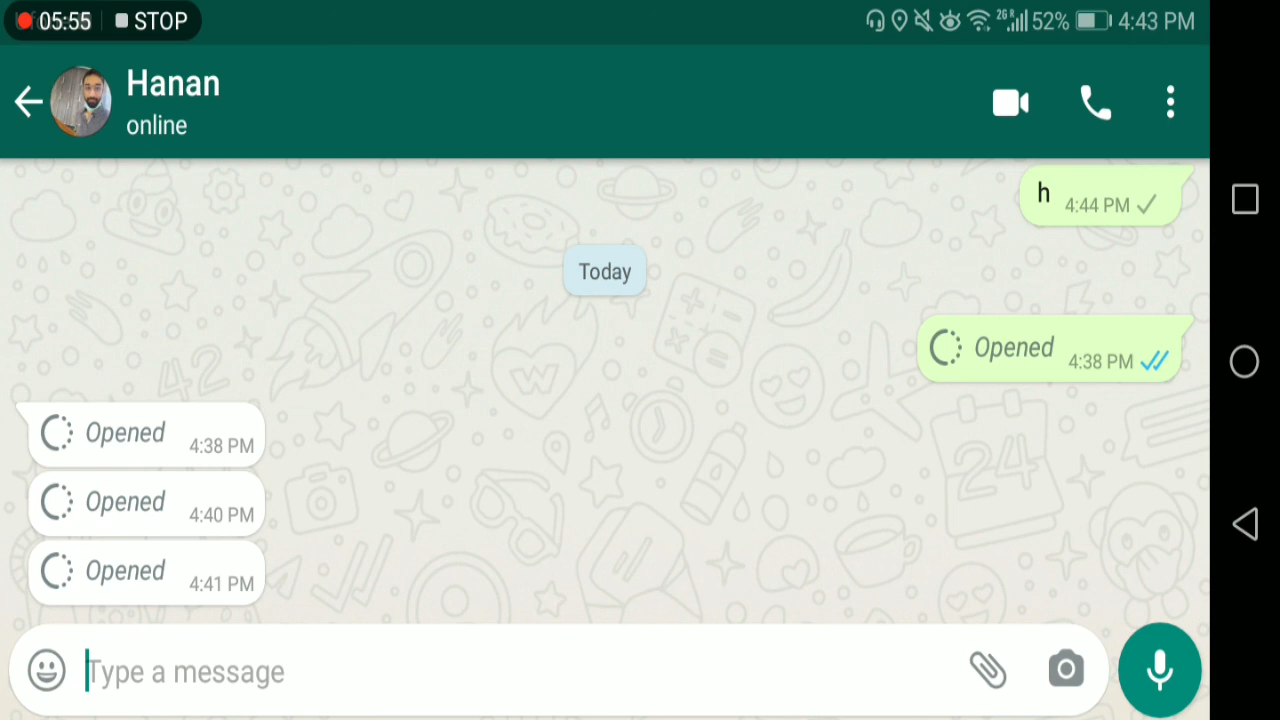 05:55 STOP 2G R 52% 4:43 PM
Hanan
online
h 4:44 PM
Today
Opened 4:38 PM
Opened 4:38 PM
Opened 4:40 PM
Opened 4:41 PM
Type a message